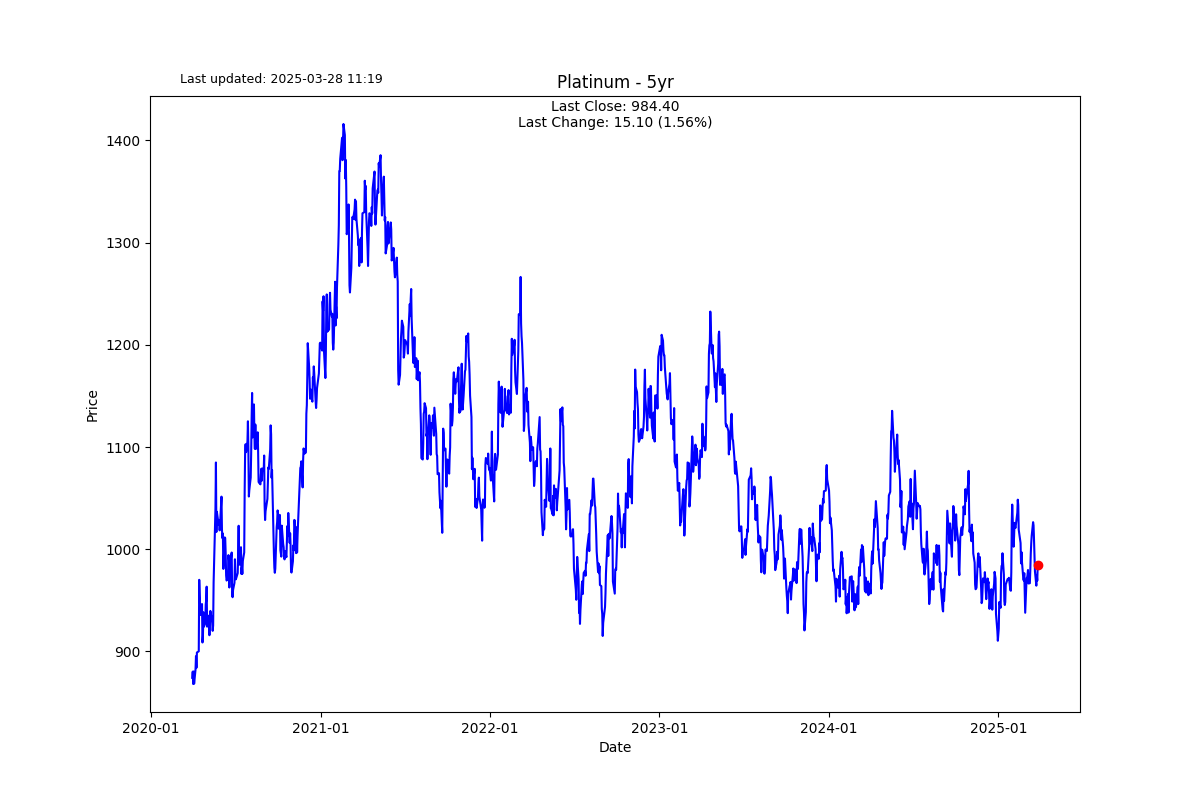 Last updated: 2025-03-28 11:19
Platinum - 5yr
Last Close: 984.40
Last Change: 15.10 (1.56%)
1400
1300
1200
1100
1000
900
Price
2020-01
2021-01
2022-01
2023-01
2024-01
2025-01
Date